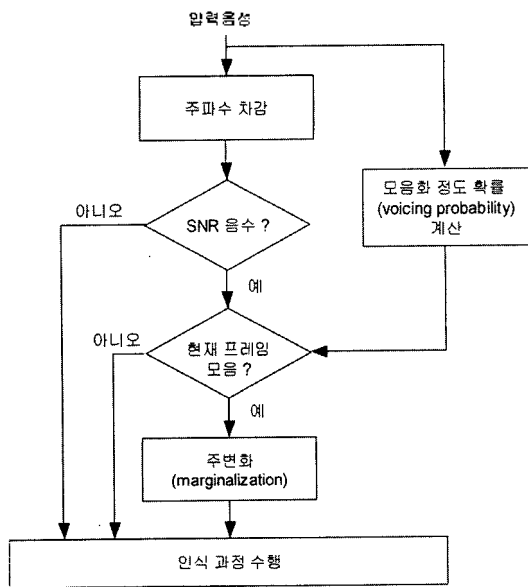 입력음성
주파수 차감
모음화 정도 확률
(voicing probability)
계산
아니오
SNR 음수 ?
예
아니오
현재 프레임
모음 ?
예
주변화
(marginalization)
인식 과정 수행